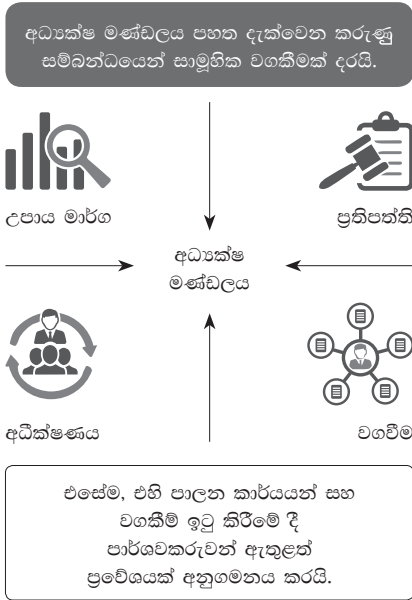 අධ්‍යක්ෂ මණ්ඩලය පහත දැක්වෙන කරුණු
සම්බන්ධයෙන් සාමූහික වගකීමක් දරයි.
උපාය මාර්ග
ප්‍රතිපත්ති
අධ්‍යක්ෂ
මණ්ඩලය
අධීක්ෂණය
වගවීම
එසේම, එහි පාලන කාර්යයන් සහ
වගකීම් ඉටු කිරීමේ දී
පාර්ශවකරුවන් ඇතුළත්
ප්‍රවේශයක් අනුගමනය කරයි.